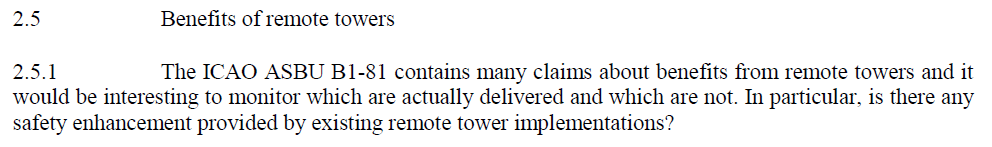 2.5 Benefits of remote towers
2.5.1 The ICAO ASBU B1-81 contains many claims about benefits from remote towers and it
would be interesting to monitor which are actually delivered and which are not. In particular, is there any
safety enhancement provided by existing remote tower implementations?